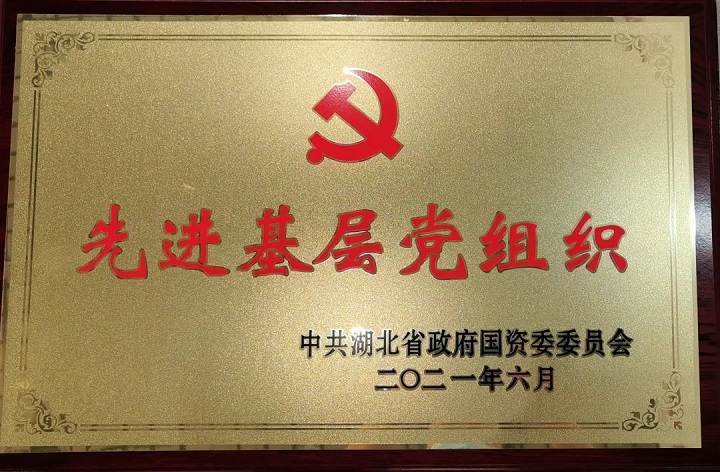 先进基层党组织
中共湖北省政府国资委委员会
二〇二一年六月